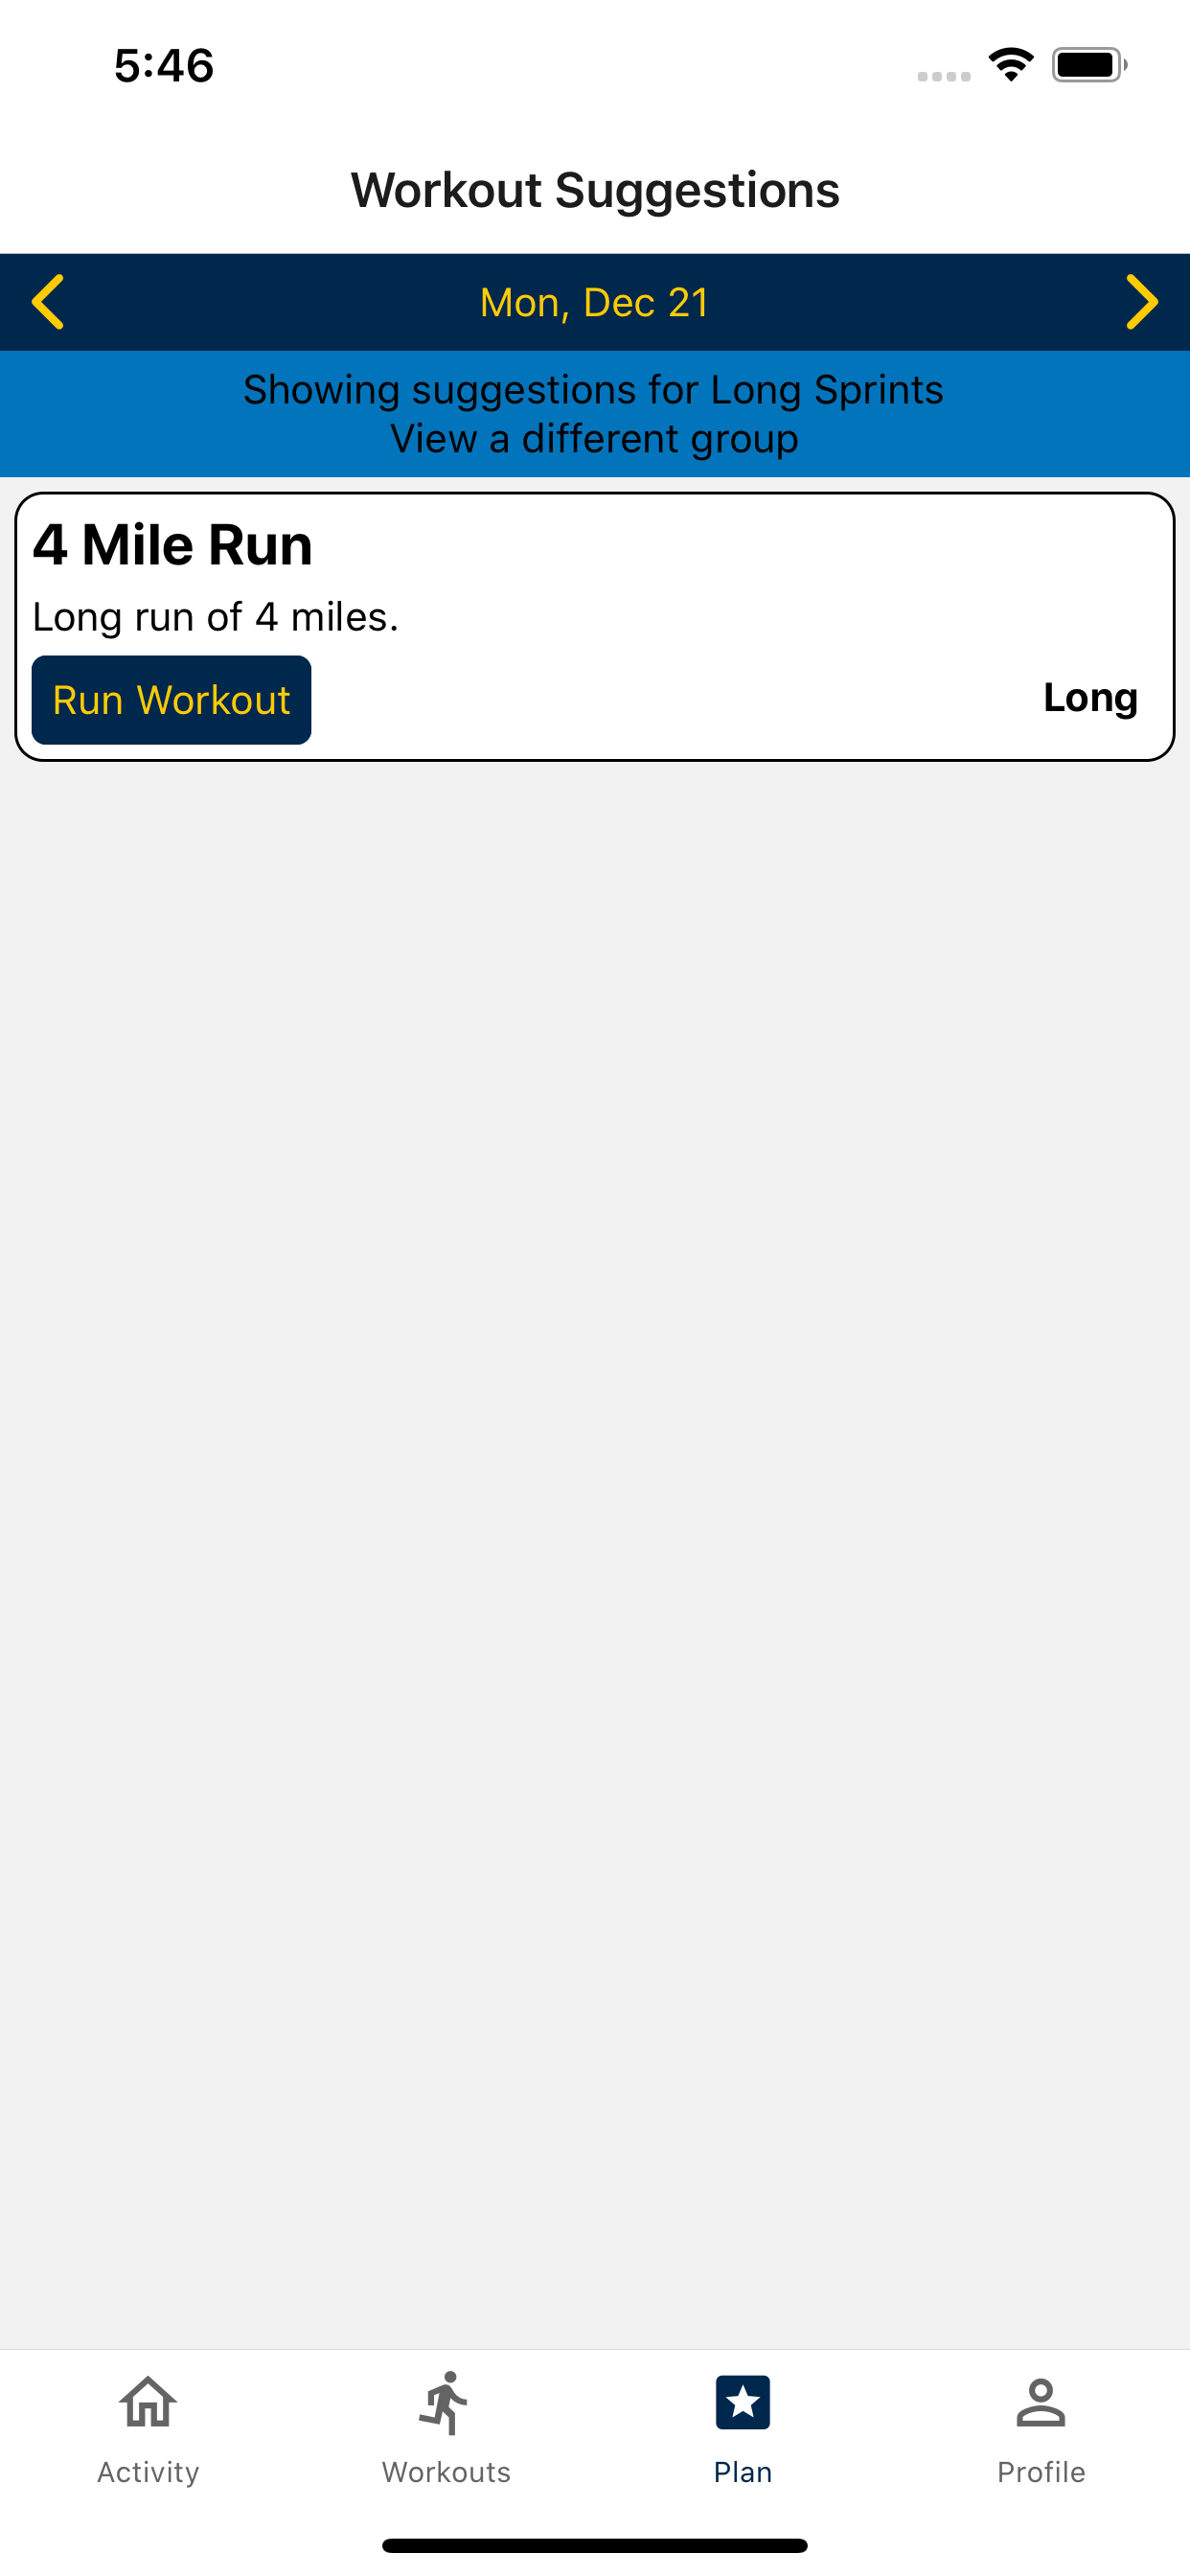 5:46
Workout Suggestions
Mon, Dec 21
Showing suggestions for Long Sprints
View a different group
4 Mile Run
Long run of 4 miles.
Run Workout
Long
Activity
Workouts
Plan
Profile